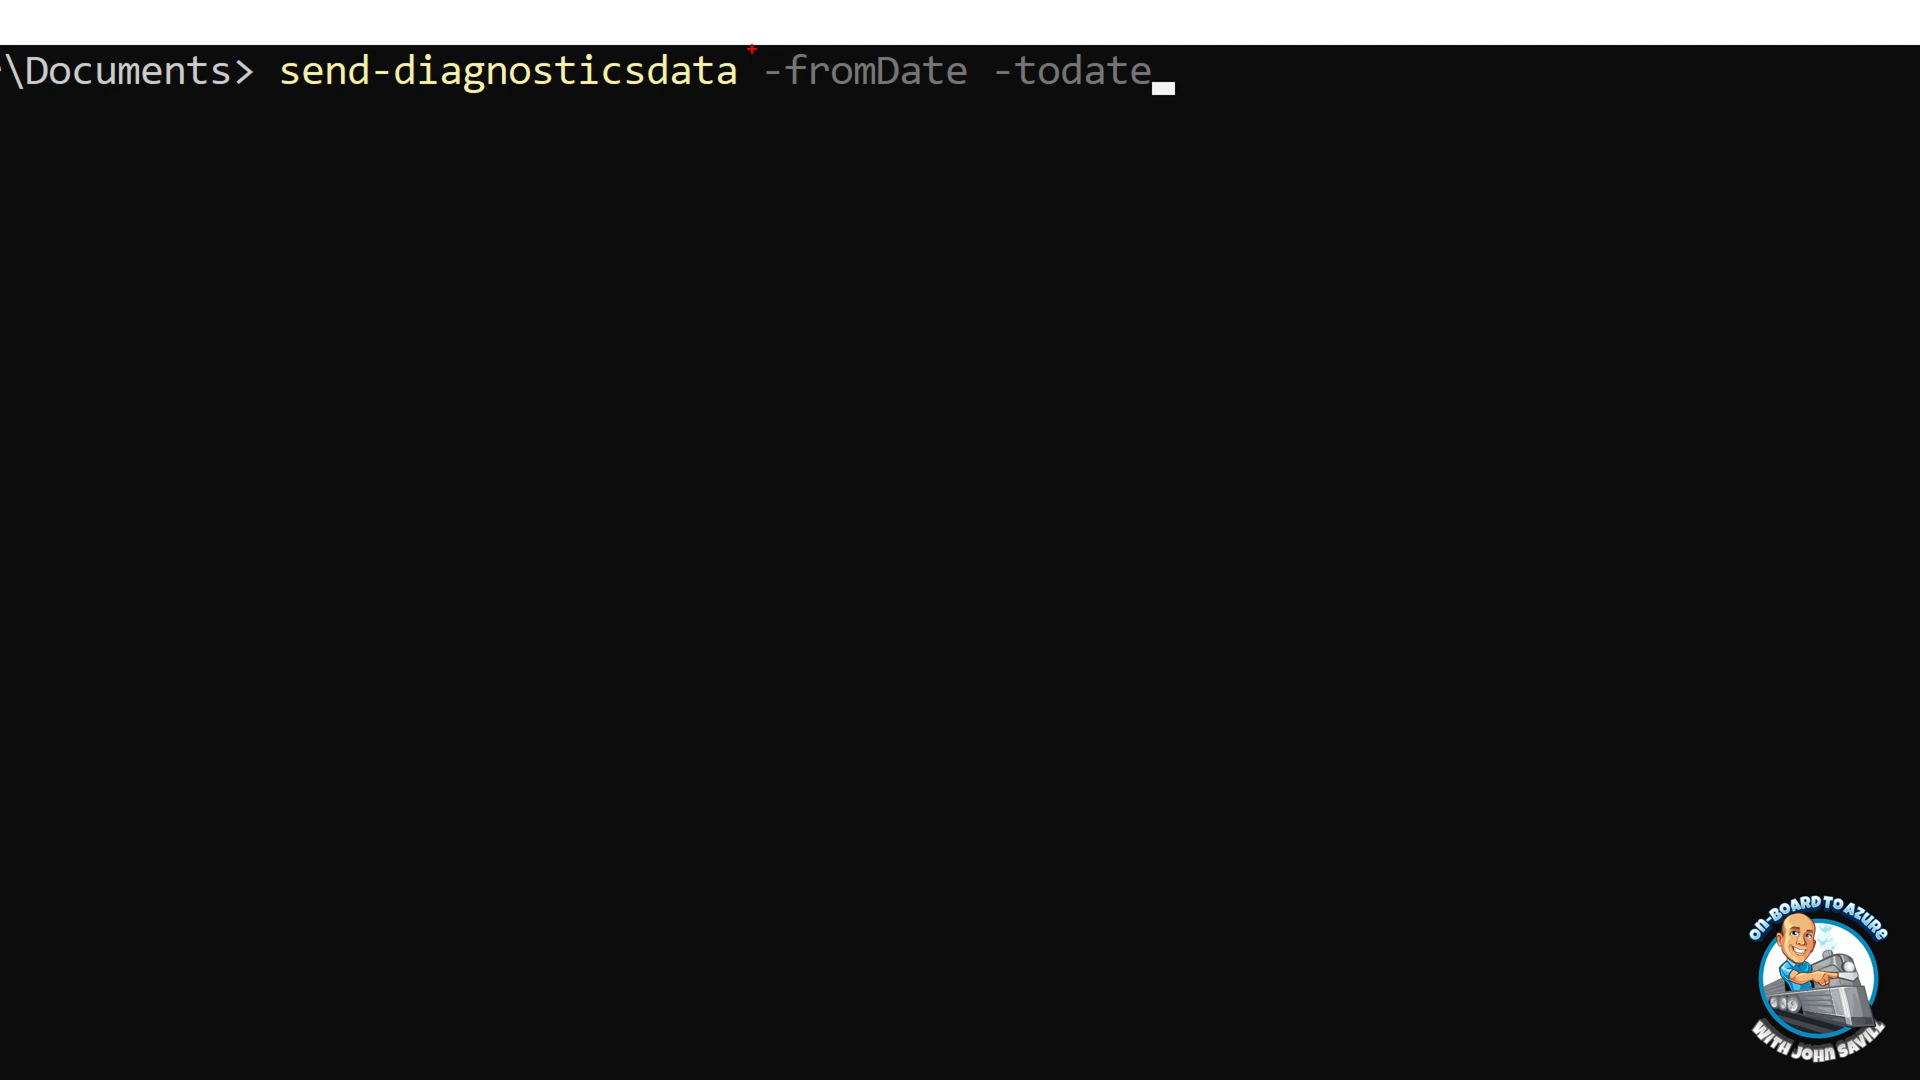 \Documents> send-diagnosticsdata -fromDate -todate
ON-BOARD TO AZURE
WITH JOHN SAVILL